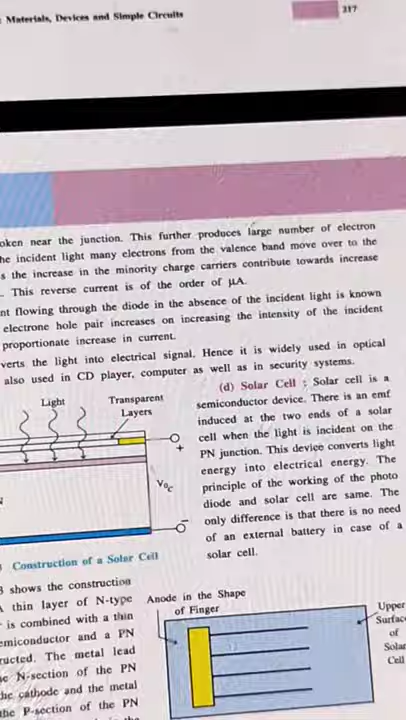 : Materials, Devices and Simple Circuits
317
oken near the junction. This further produces large number of electron
he incident light many electrons from the valence band move over to the
s the increase in the minority charge carriers contribute towards increase
. This reverse current is of the order of μA.
nt flowing through the diode in the absence of the incident light is known
electrone hole pair increases on increasing the intensity of the incident
proportionate increase in current.
verts the light into electrical signal. Hence it is widely used in optical
also used in CD player, computer as well as in security systems.
(d) Solar Cell : Solar cell is a
semiconductor device. There is an emf
induced at the two ends of a solar
cell when the light is incident on the
PN junction. This device converts light
energy into electrical energy. The
principle of the working of the photo
diode and solar cell are same. The
only difference is that there is no need
of an external battery in case of a
solar cell.
Light
Transparent
Layers
+
Voc
−
Construction of a Solar Cell
3 shows the construction
A thin layer of N-type
r is combined with a thin
emiconductor and a PN
ructed. The metal lead
he N-section of the PN
the cathode and the metal
the P-section of the PN
Anode in the Shape
of Finger
Upper
Surface
of
Solar
Cell